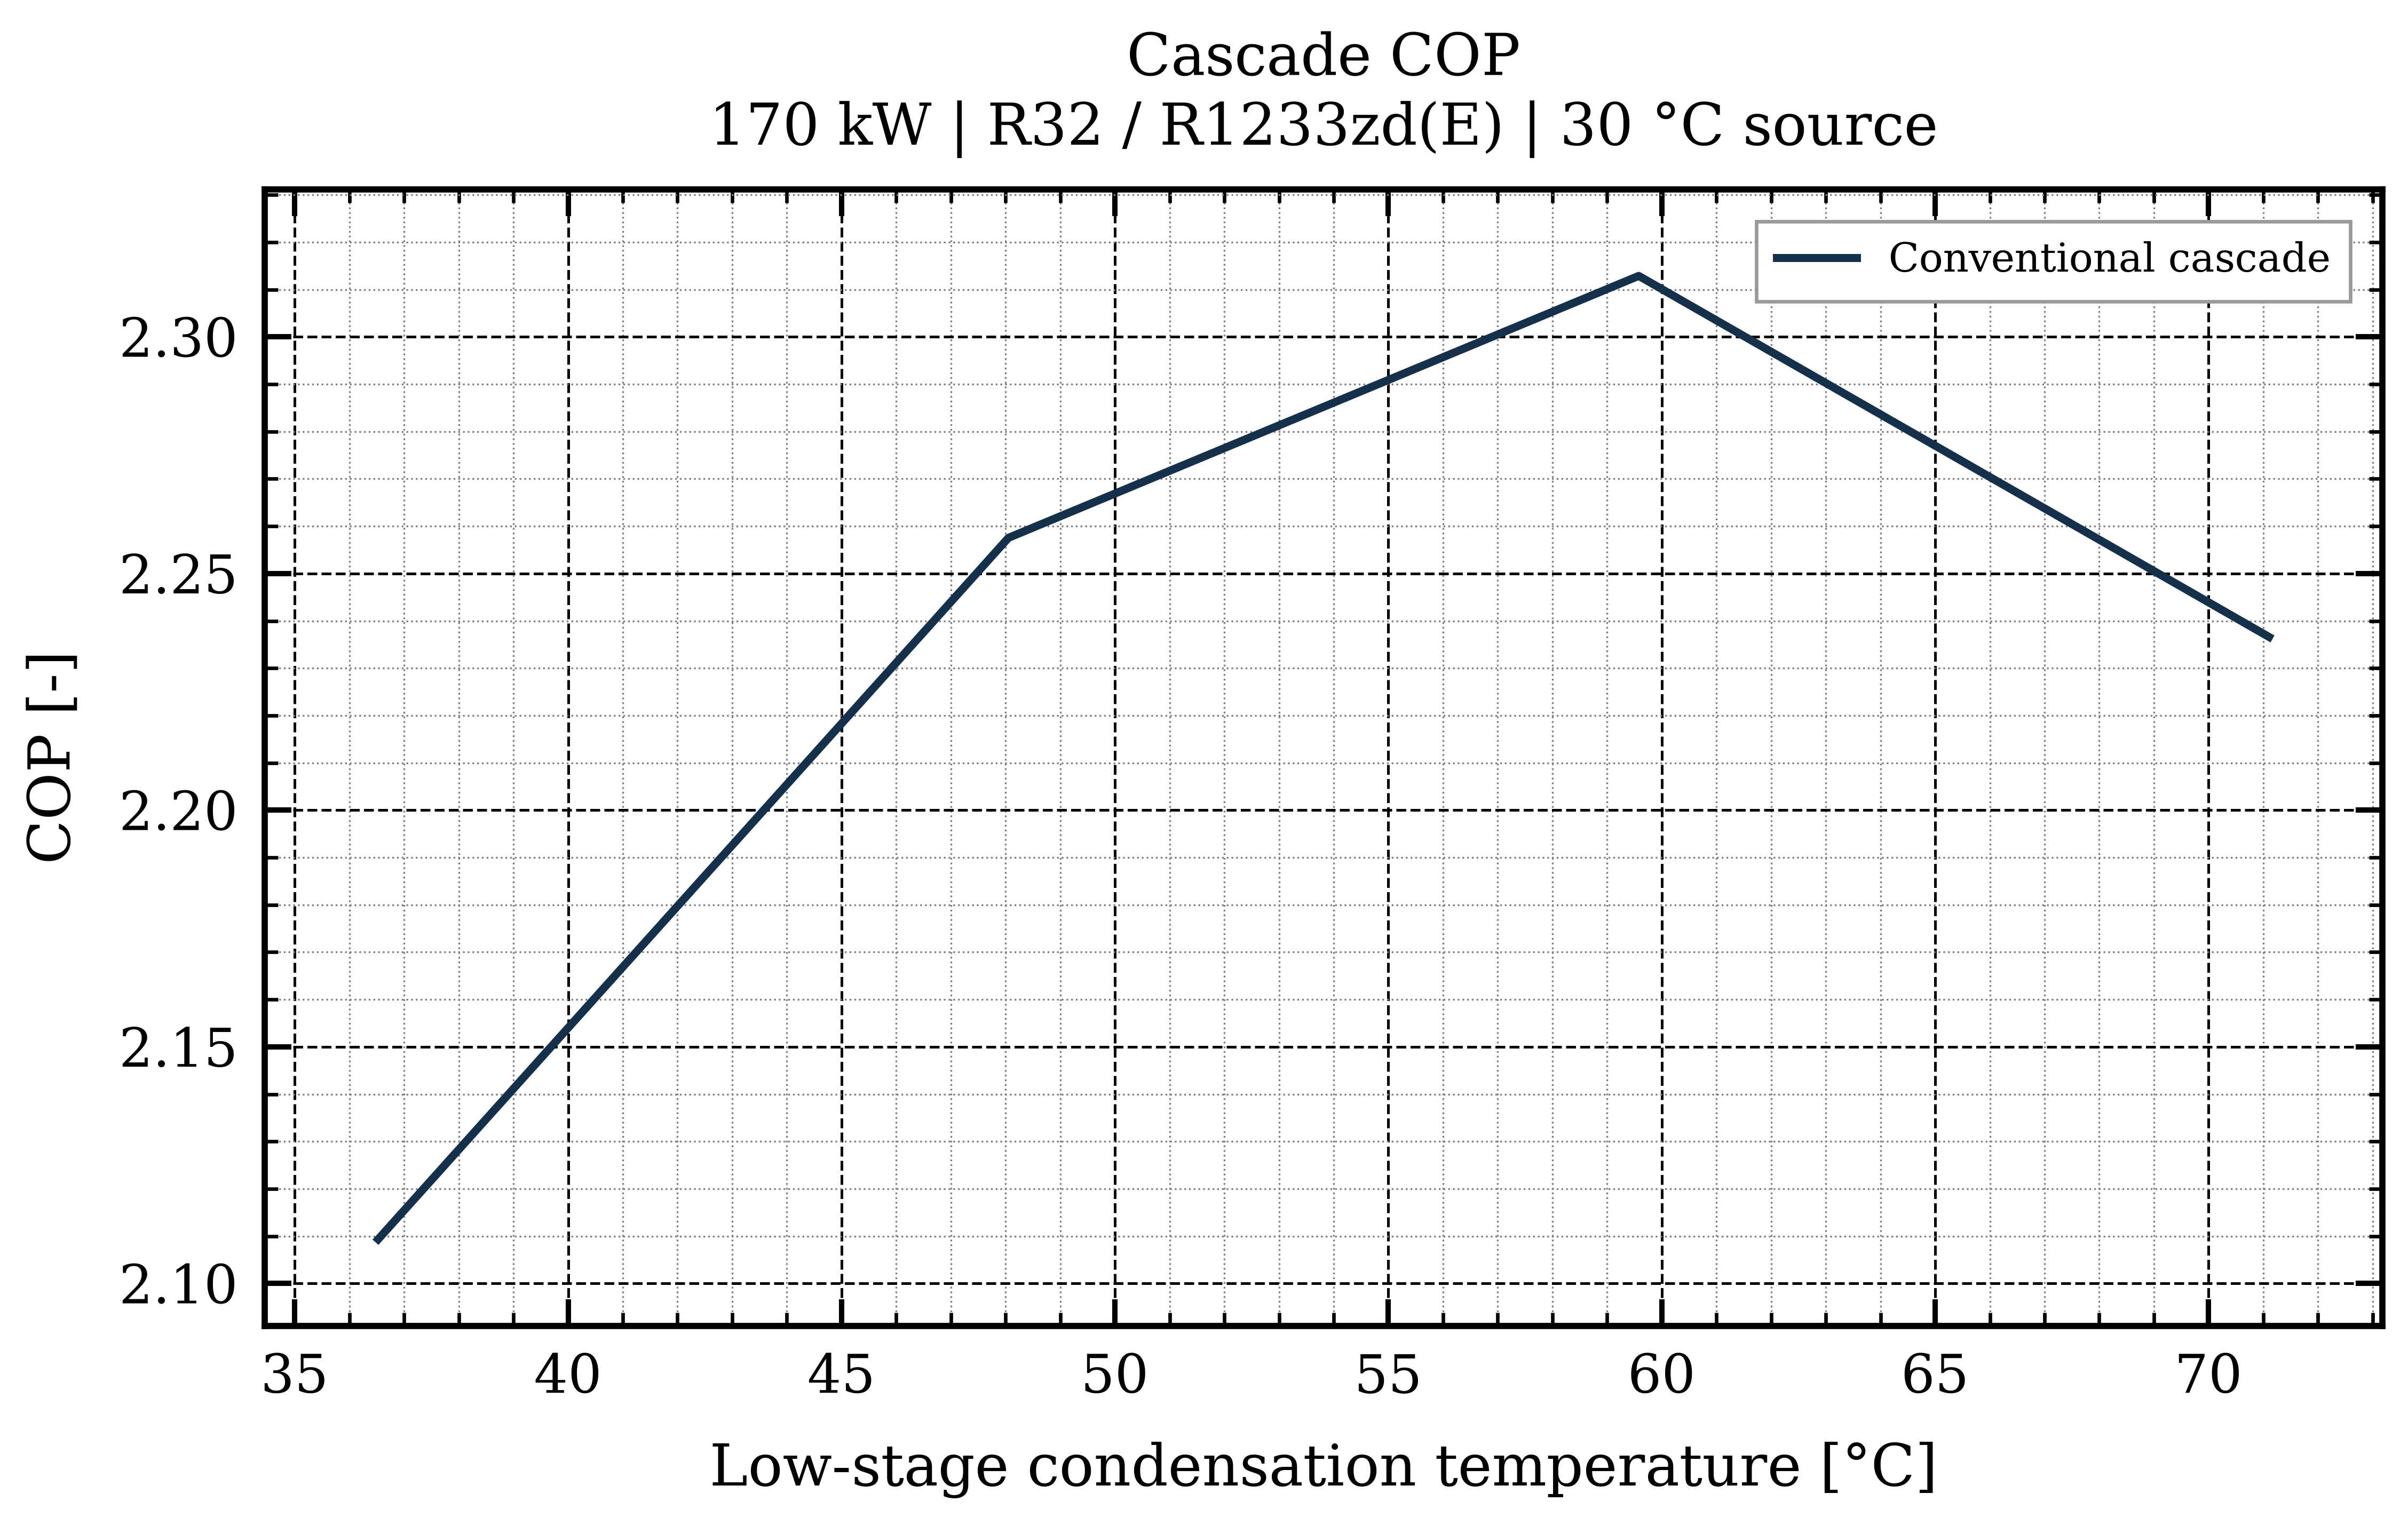 Cascade COP
170 kW | R32 / R1233zd(E) | 30 °C source
Conventional cascade
COP [-]
2.30
2.25
2.20
2.15
2.10
35 40 45 50 55 60 65 70
Low-stage condensation temperature [°C]